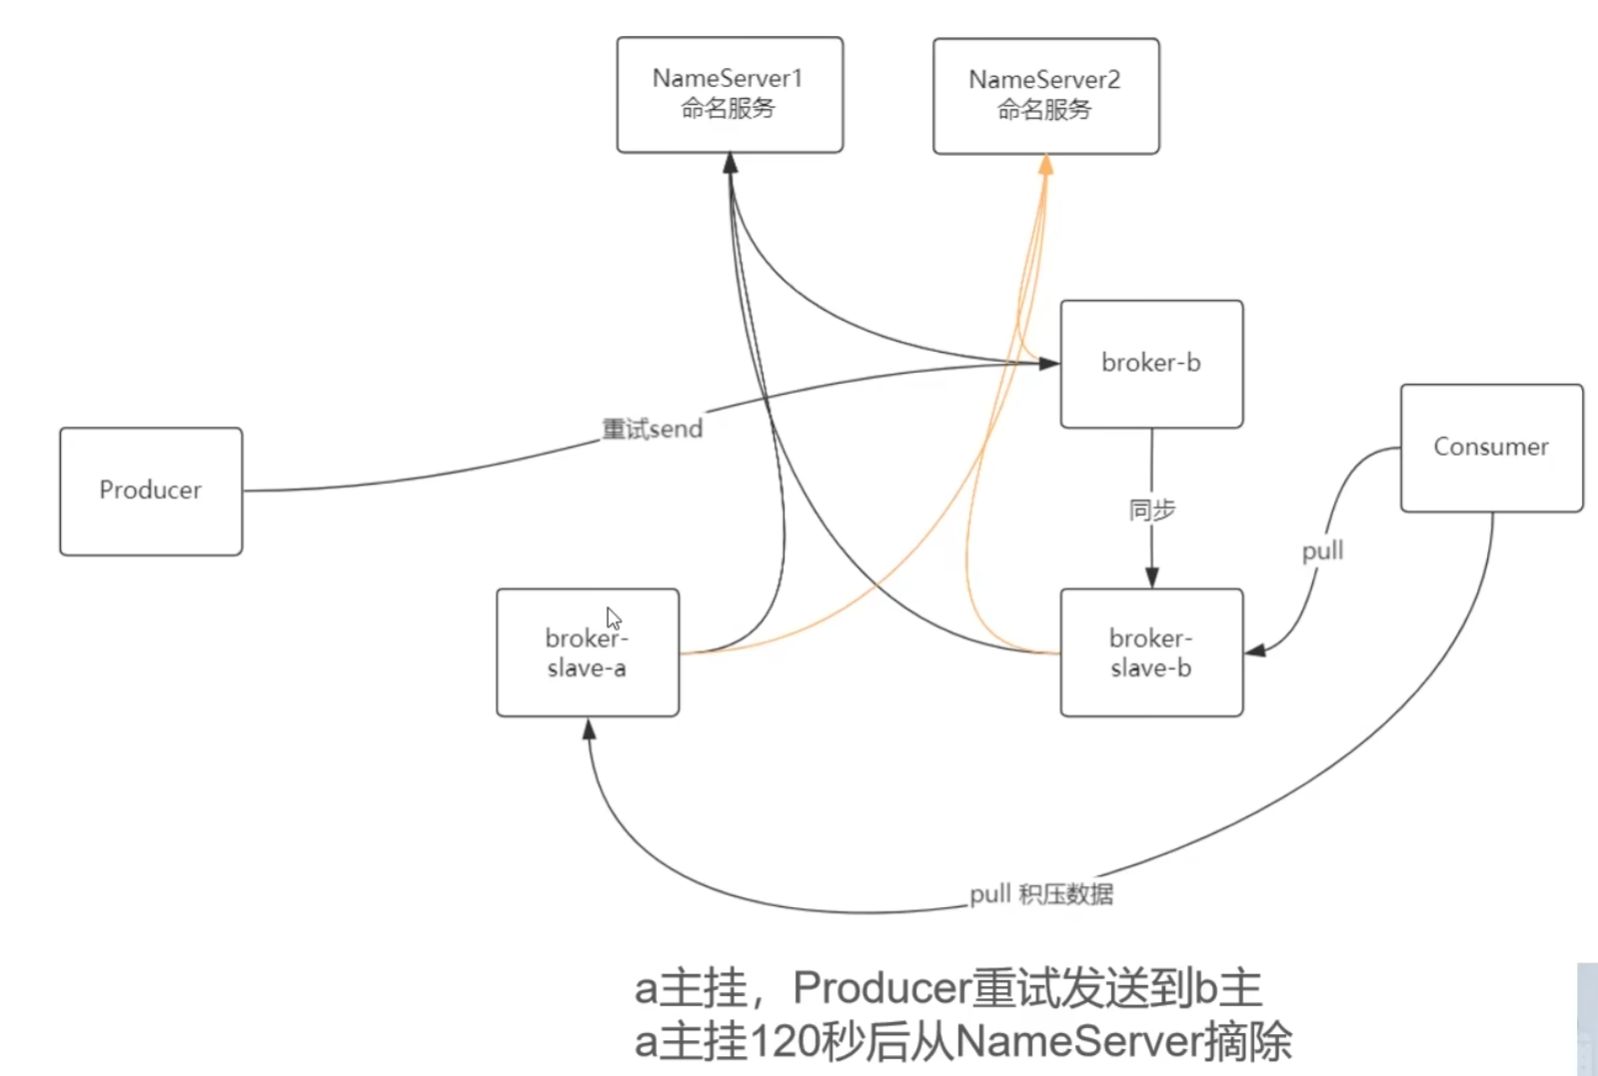 NameServer1
命名服务
NameServer2
命名服务
broker-b
重试send
Consumer
Producer
同步
pull
broker-
slave-a
broker-
slave-b
pull 积压数据
a主挂，Producer重试发送到b主
a主挂120秒后从NameServer摘除